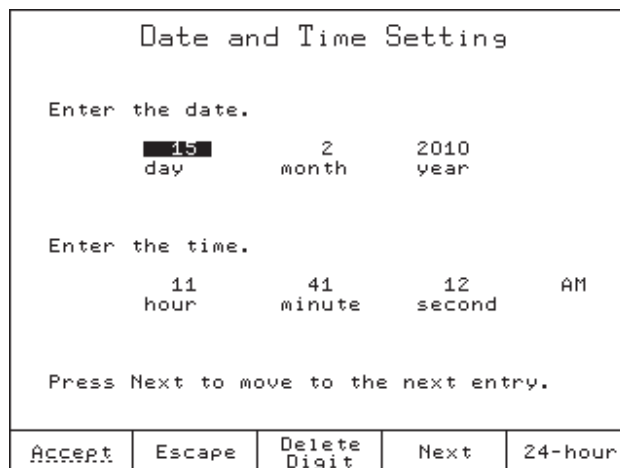 Date and Time Setting
Enter the date.
15 2 2010
day month year
Enter the time.
11 41 12 AM
hour minute second
Press Next to move to the next entry.
Accept Escape Delete Digit Next 24-hour